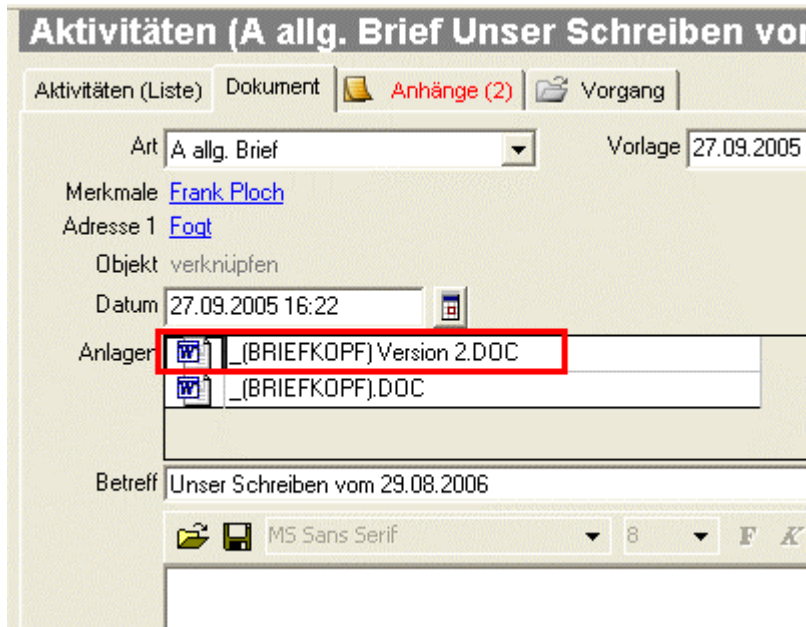 Aktivitäten (A allg. Brief Unser Schreiben vor
Aktivitäten (Liste) Dokument Anhänge (2) Vorgang
Art A allg. Brief Vorlage 27.09.2005
Merkmale Frank Ploch
Adresse 1 Fogt
Objekt verknüpfen
Datum 27.09.2005 16:22
Anlagen _(BRIEFKOPF) Version 2.DOC
_(BRIEFKOPF).DOC
Betreff Unser Schreiben vom 29.08.2006
MS Sans Serif 8 F K